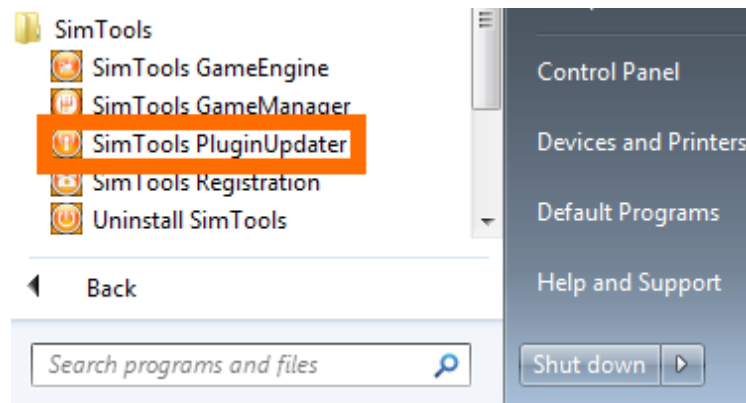 SimTools
SimTools GameEngine
SimTools GameManager
SimTools PluginUpdater
SimTools Registration
Uninstall SimTools
Back
Search programs and files
Control Panel
Devices and Printers
Default Programs
Help and Support
Shut down